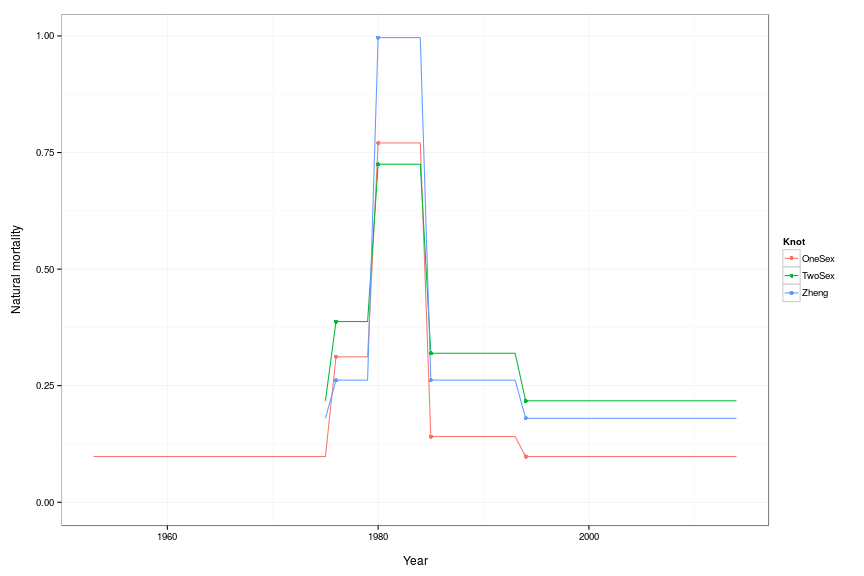 1.00
0.75
0.50
0.25
0.00
Natural mortality
1960
1980
2000
Year
Knot
OneSex
TwoSex
Zheng